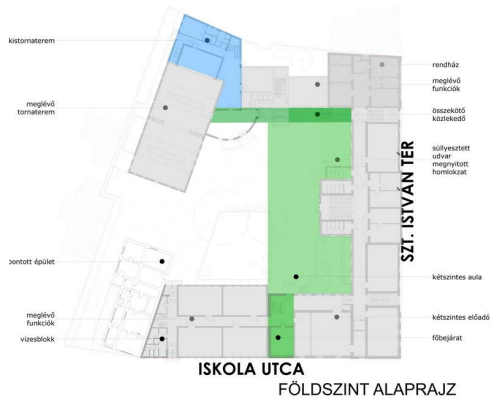 kistornaterem
meglévő
tornaterem
bontott épület
meglévő
funkciók
vizesblokk
rendház
meglévő
funkciók
összekötő
közlekedő
süllyesztett
udvar
megnyitott
homlokzat
SZT. ISTVÁN TÉR
kétszintes aula
kétszintes előadó
főbejárat
ISKOLA UTCA
FÖLDSZINT ALAPRAJZ